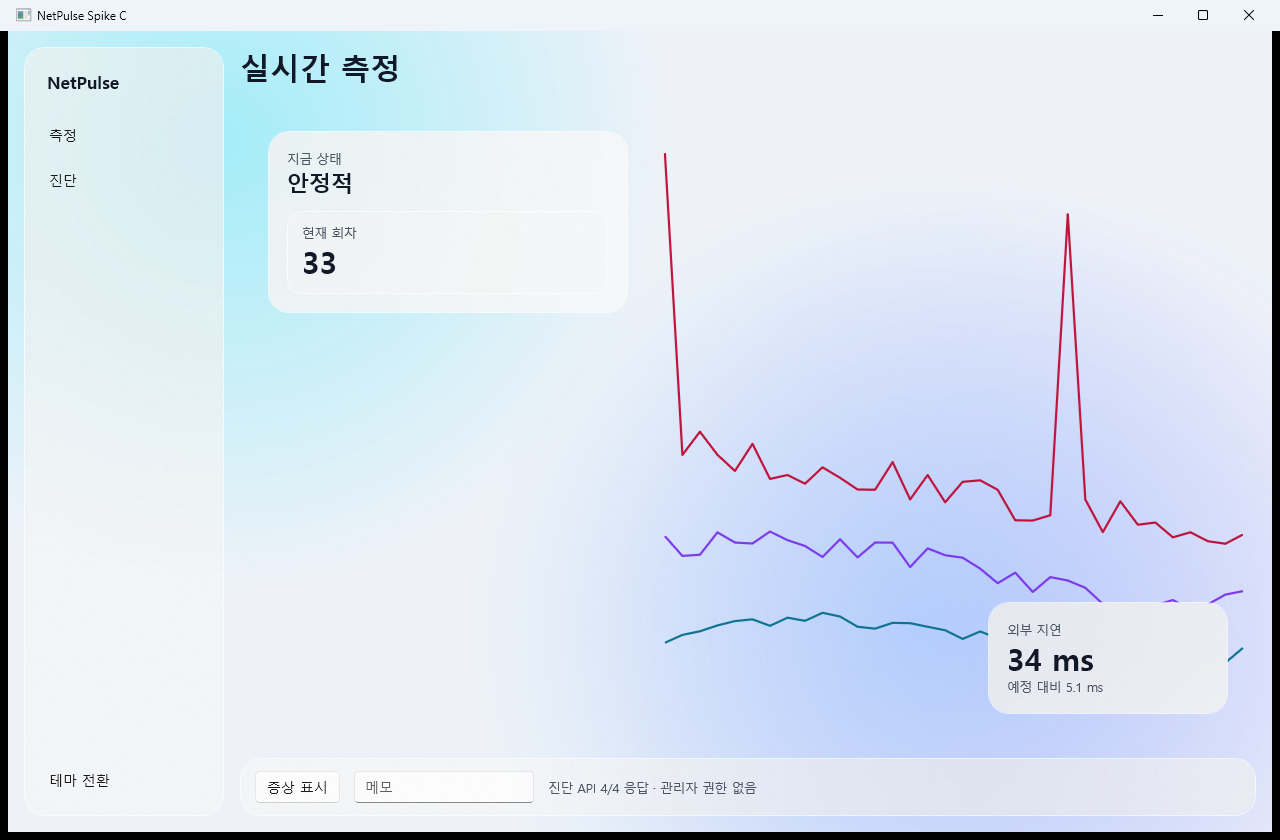 NetPulse Spike C
NetPulse
측정
진단
테마 전환
실시간 측정
지금 상태
안정적
현재 회차
33
외부 지연
34 ms
예정 대비 5.1 ms
증상 표시
메모
진단 API 4/4 응답 · 관리자 권한 없음